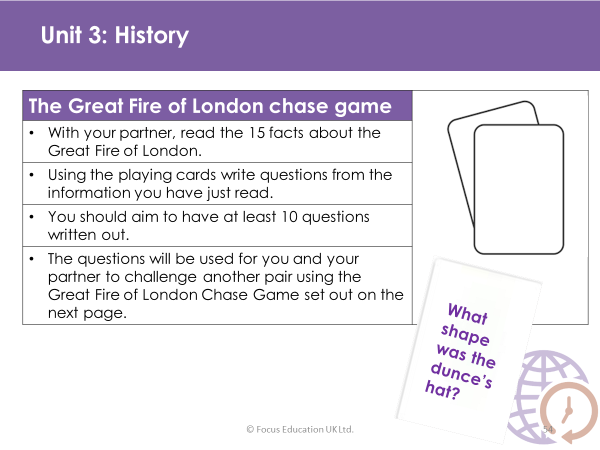 Unit 3: History
The Great Fire of London chase game
• With your partner, read the 15 facts about the
Great Fire of London.
• Using the playing cards write questions from the
information you have just read.
• You should aim to have at least 10 questions
written out.
• The questions will be used for you and your
partner to challenge another pair using the
Great Fire of London Chase Game set out on the
next page.
What
shape
was the
dunce's
hat?
© Focus Education UK Ltd.
54